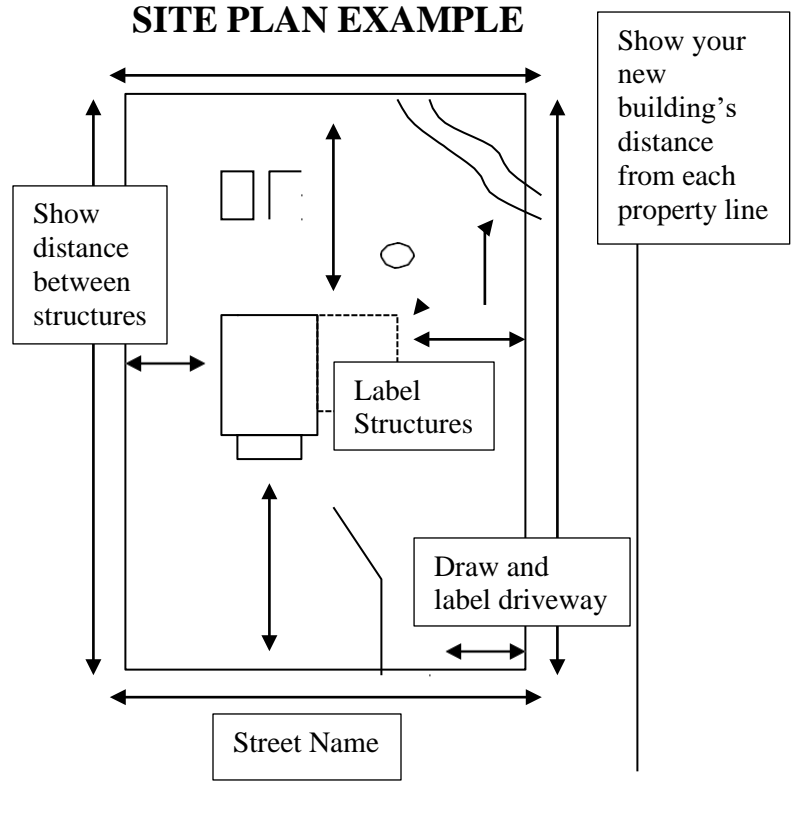 SITE PLAN EXAMPLE
Show your
new
building’s
distance
from each
property line
Show
distance
between
structures
Label
Structures
Draw and
label driveway
Street Name